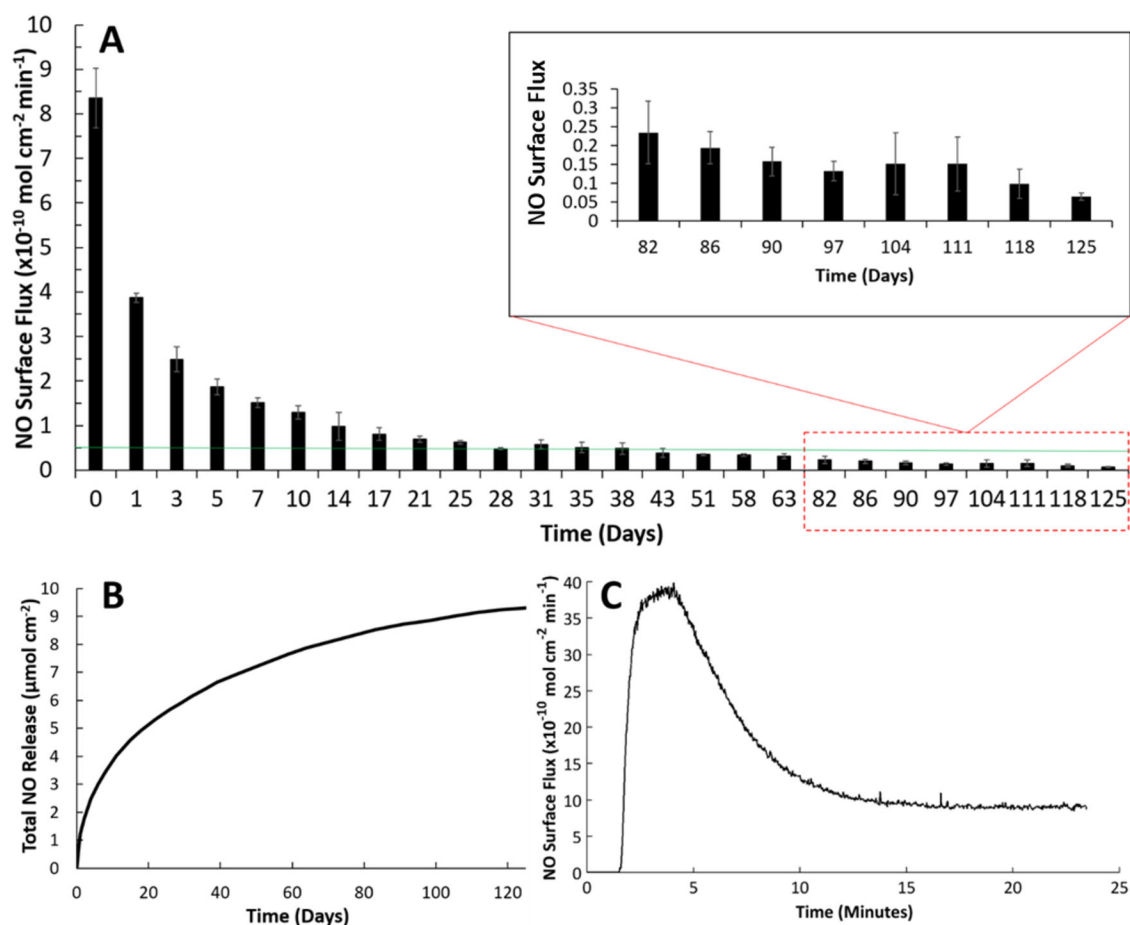 A
NO Surface Flux (x10⁻¹⁰ mol cm⁻² min⁻¹)
10
9
8
7
6
5
4
3
2
1
0
0 1 3 5 7 10 14 17 21 25 28 31 35 38 43 51 58 63 82 86 90 97 104 111 118 125
Time (Days)
NO Surface Flux
0.35
0.3
0.25
0.2
0.15
0.1
0.05
0
82 86 90 97 104 111 118 125
Time (Days)
B
Total NO Release (µmol cm⁻²)
10
9
8
7
6
5
4
3
2
1
0
0 20 40 60 80 100 120
Time (Days)
C
NO Surface Flux (x10⁻¹⁰ mol cm⁻² min⁻¹)
40
35
30
25
20
15
10
5
0
0 5 10 15 20 25
Time (Minutes)